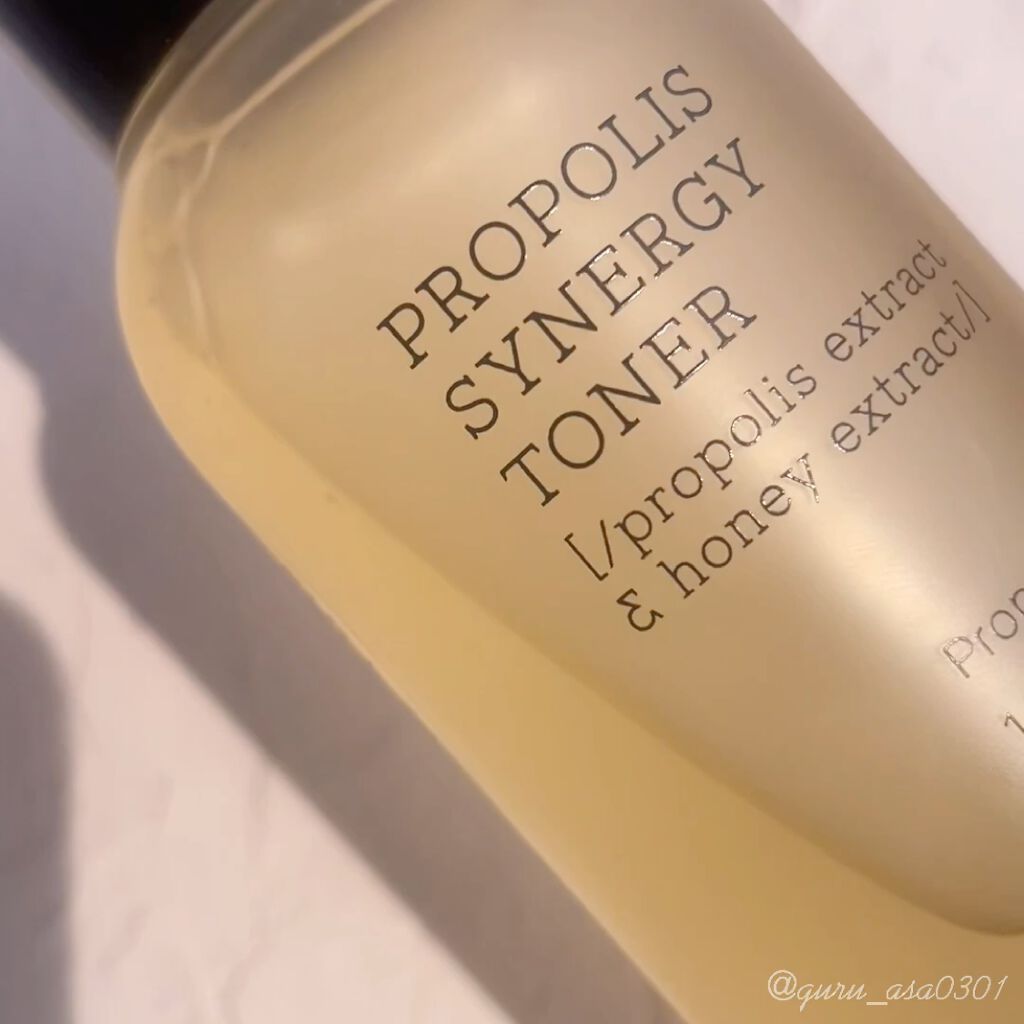 PROPOLIS
SYNERGY
TONER
[/propolis extract
& honey extract/]
@guru_asa0301